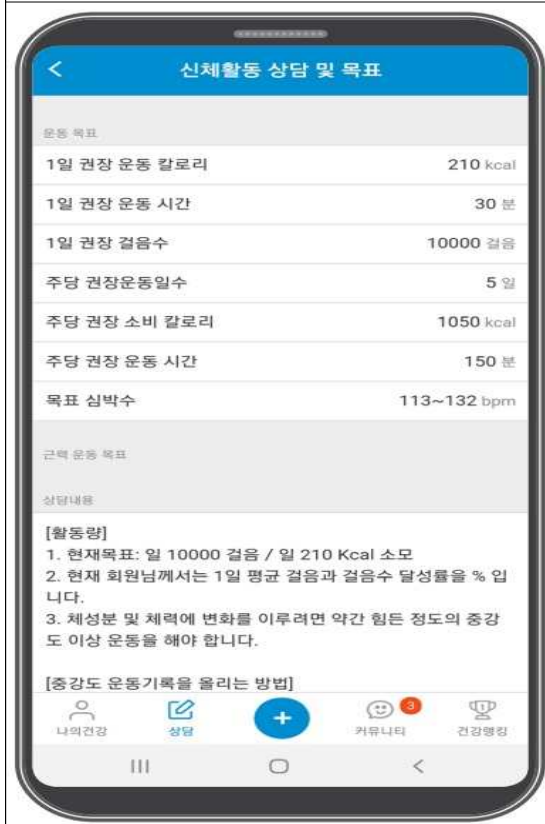 신체활동 상담 및 목표
운동 목표
1일 권장 운동 칼로리 210 kcal
1일 권장 운동 시간 30 분
1일 권장 걸음수 10000 걸음
주당 권장운동일수 5 일
주당 권장 소비 칼로리 1050 kcal
주당 권장 운동 시간 150 분
목표 심박수 113~132 bpm
근력 운동 목표
상담내용
[활동량]
1. 현재목표: 일 10000 걸음 / 일 210 Kcal 소모
2. 현재 회원님께서는 1일 평균 걸음과 걸음수 달성률을 % 입
니다.
3. 체성분 및 체력에 변화를 이루려면 약간 힘든 정도의 중강
도 이상 운동을 해야 합니다.
[중강도 운동기록을 올리는 방법]
3
나의건강 상담 커뮤니티 건강랭킹